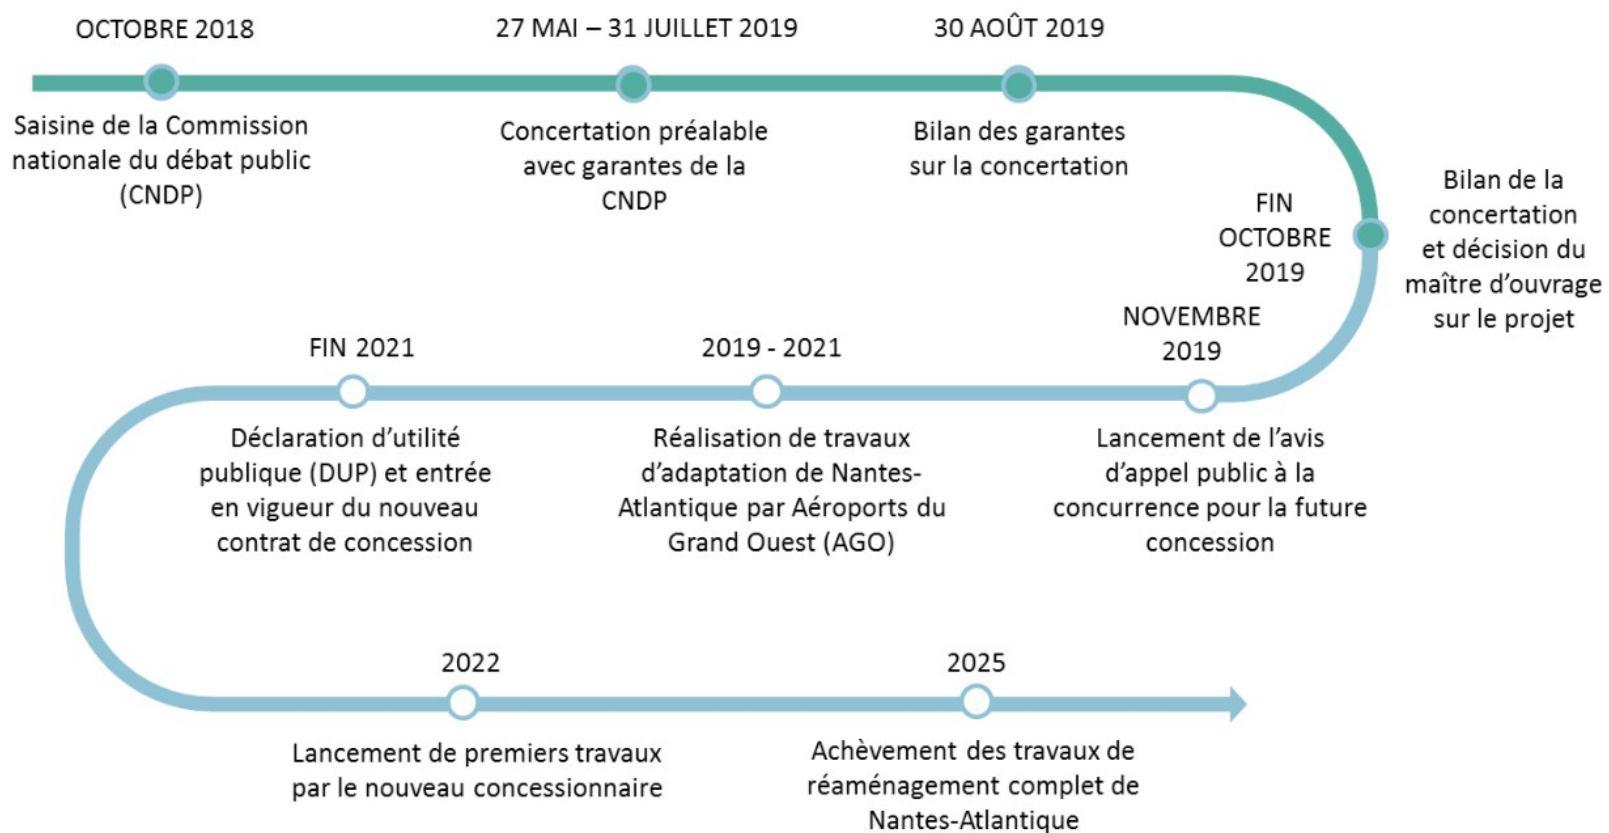 OCTOBRE 2018
Saisine de la Commission
nationale du débat public
(CNDP)
27 MAI – 31 JUILLET 2019
Concertation préalable
avec garantes de la
CNDP
30 AOÛT 2019
Bilan des garantes
sur la concertation
FIN
OCTOBRE
2019
Bilan de la
concertation
et décision du
maître d’ouvrage
sur le projet
NOVEMBRE
2019
Lancement de l’avis
d’appel public à la
concurrence pour la future
concession
2019 - 2021
Réalisation de travaux
d’adaptation de Nantes-
Atlantique par Aéroports du
Grand Ouest (AGO)
FIN 2021
Déclaration d’utilité
publique (DUP) et entrée
en vigueur du nouveau
contrat de concession
2022
Lancement de premiers travaux
par le nouveau concessionnaire
2025
Achèvement des travaux de
réaménagement complet de
Nantes-Atlantique